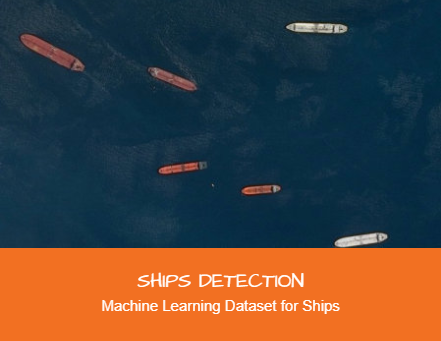 SHIPS DETECTION
Machine Learning Dataset for Ships